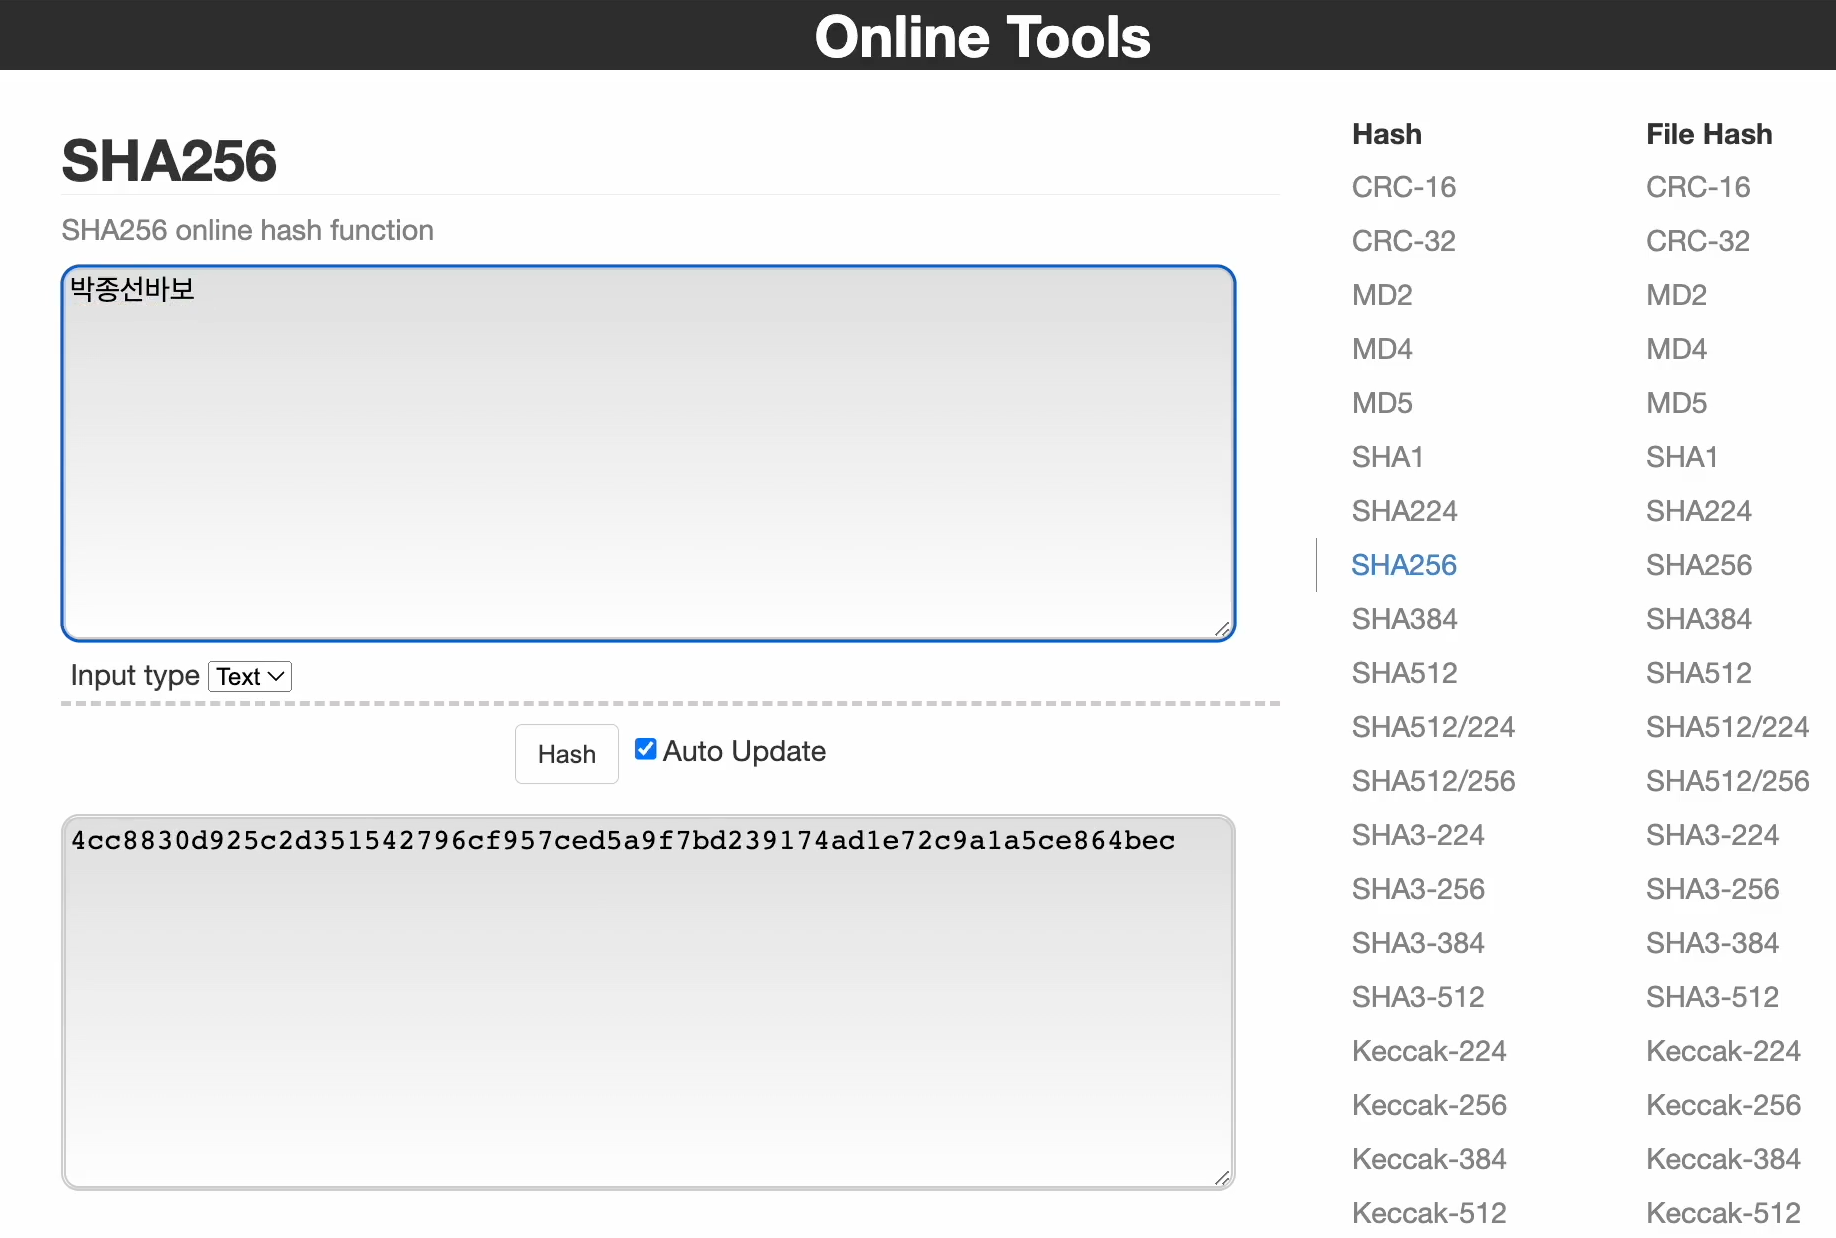 Online Tools
SHA256
SHA256 online hash function
박종선바보
Input type Text
Hash Auto Update
4cc8830d925c2d351542796cf957ced5a9f7bd239174ad1e72c9a1a5ce864bec
Hash
CRC-16
CRC-32
MD2
MD4
MD5
SHA1
SHA224
SHA256
SHA384
SHA512
SHA512/224
SHA512/256
SHA3-224
SHA3-256
SHA3-384
SHA3-512
Keccak-224
Keccak-256
Keccak-384
Keccak-512
File Hash
CRC-16
CRC-32
MD2
MD4
MD5
SHA1
SHA224
SHA256
SHA384
SHA512
SHA512/224
SHA512/256
SHA3-224
SHA3-256
SHA3-384
SHA3-512
Keccak-224
Keccak-256
Keccak-384
Keccak-512